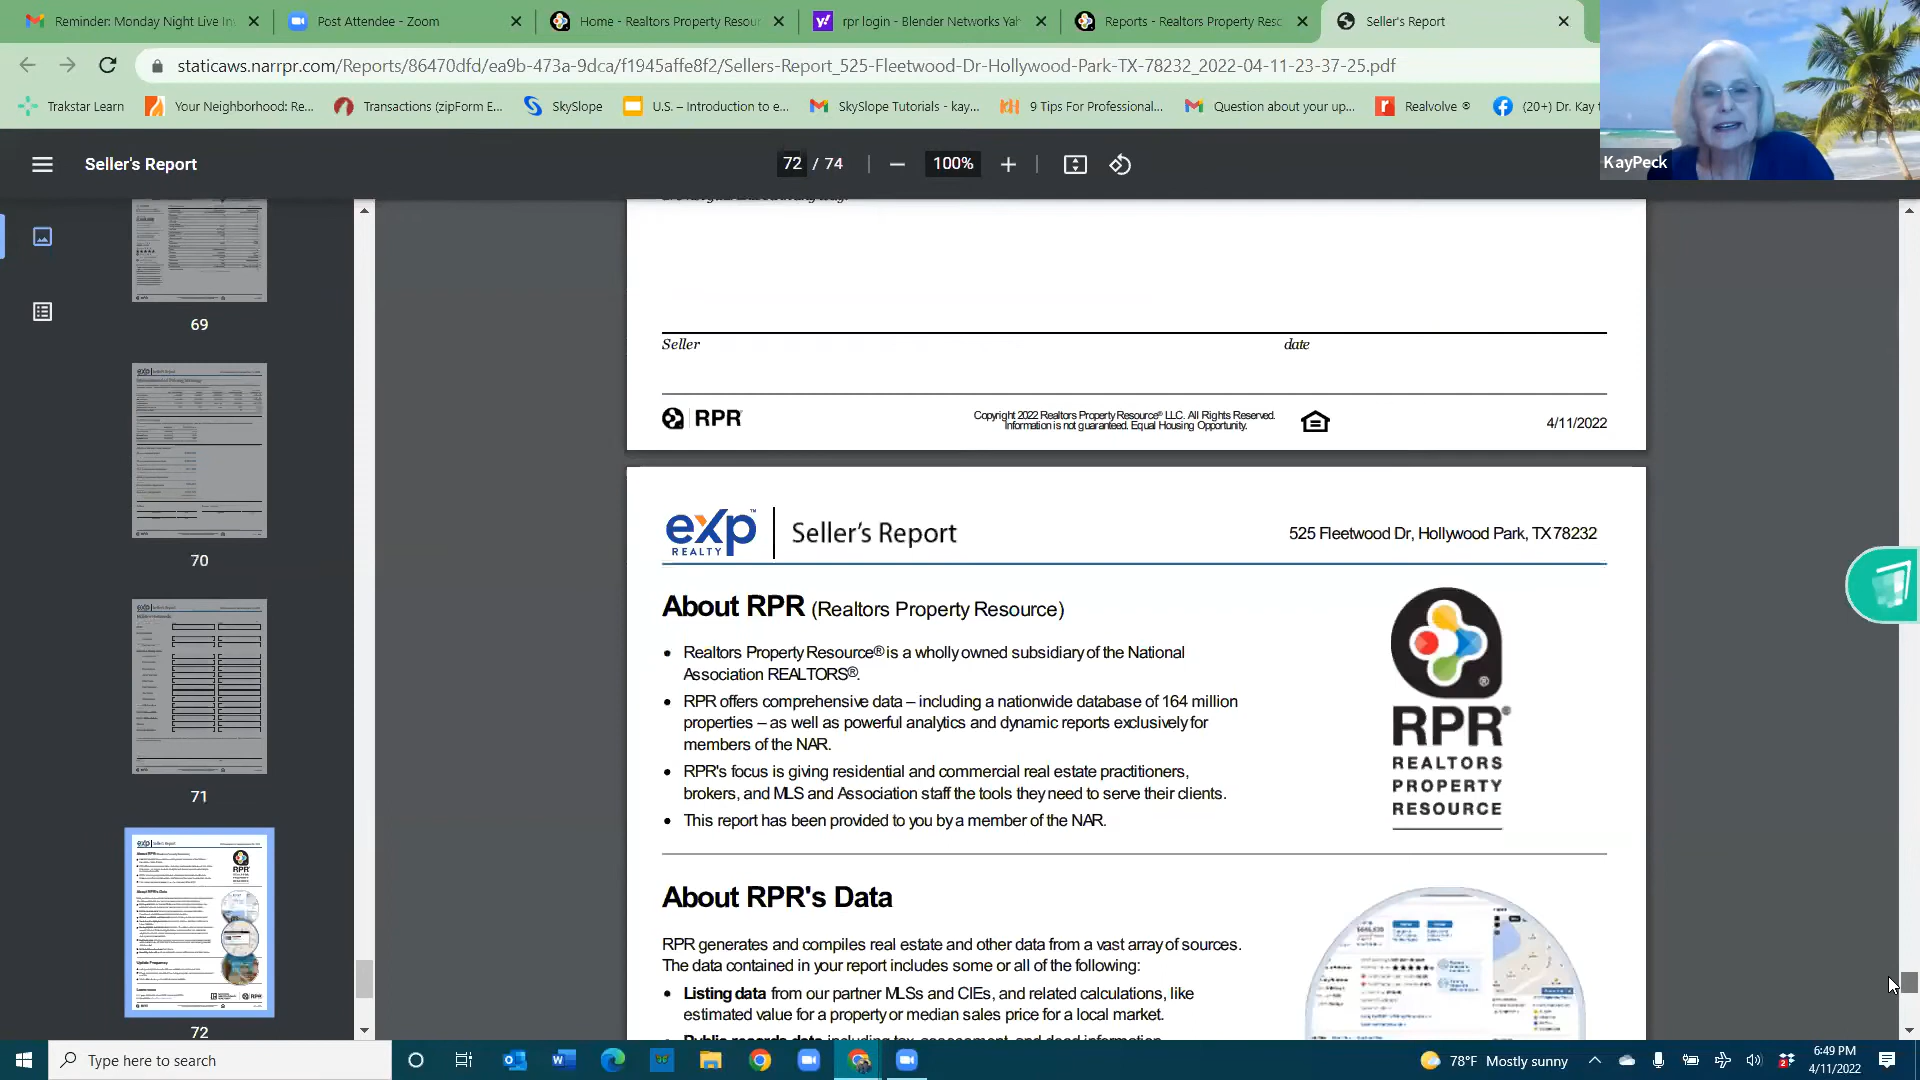 Reminder: Monday Night Live In
Post Attendee - Zoom
Home - Realtors Property Resour
rpr login - Blender Networks Yah
Reports - Realtors Property Resc
Seller's Report
staticaws.narrpr.com/Reports/86470dfd/ea9b-473a-9dca/f1945affe8f2/Sellers-Report_525-Fleetwood-Dr-Hollywood-Park-TX-78232_2022-04-11-23-37-25.pdf
Trakstar Learn
Your Neighborhood: Re...
Transactions (zipForm E...
SkySlope
U.S. – Introduction to e...
SkySlope Tutorials - kay...
9 Tips For Professional...
Question about your up...
Realvolve ®
(20+) Dr. Kay
KayPeck
Seller's Report
72 / 74
100%
69
70
71
72
Seller
date
RPR
Copyright 2022 Realtors Property Resource® LLC. All Rights Reserved.
Information is not guaranteed. Equal Housing Opportunity.
4/11/2022
exp
REALTY
Seller's Report
525 Fleetwood Dr, Hollywood Park, TX 78232
About RPR (Realtors Property Resource)
• Realtors Property Resource® is a wholly owned subsidiary of the National
Association REALTORS®.
• RPR offers comprehensive data – including a nationwide database of 164 million
properties – as well as powerful analytics and dynamic reports exclusively for
members of the NAR.
• RPR's focus is giving residential and commercial real estate practitioners,
brokers, and MLS and Association staff the tools they need to serve their clients.
• This report has been provided to you by a member of the NAR.
RPR®
REALTORS
PROPERTY
RESOURCE
About RPR's Data
RPR generates and compiles real estate and other data from a vast array of sources.
The data contained in your report includes some or all of the following:
• Listing data from our partner MLSs and CIEs, and related calculations, like
estimated value for a property or median sales price for a local market.
• Public records data including tax, assessment, and deed information.
Type here to search
78°F Mostly sunny
6:49 PM
4/11/2022